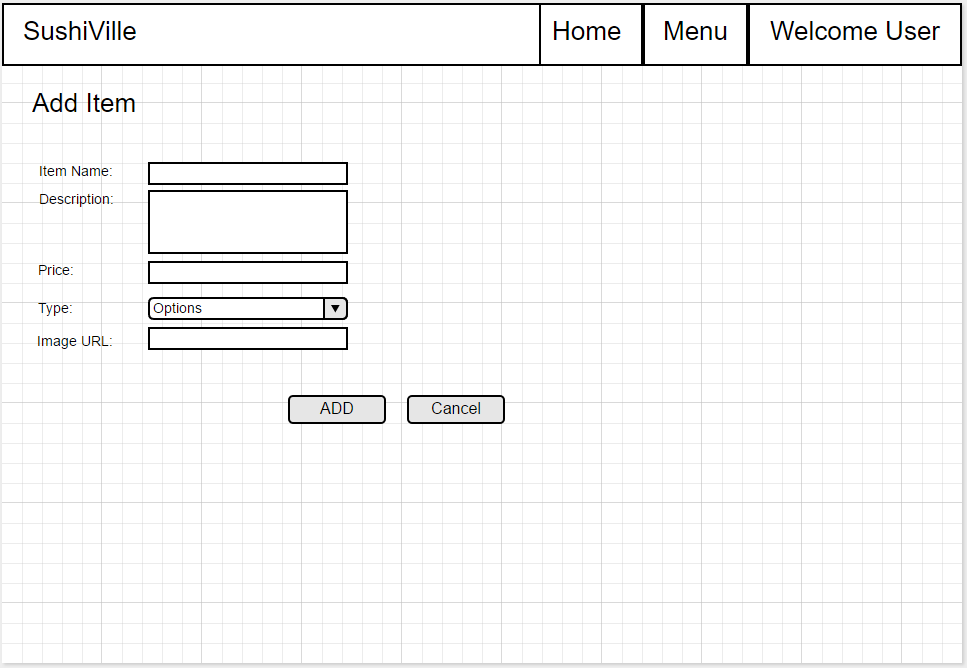 SushiVille Home Menu Welcome User
Add Item
Item Name:
Description:
Price:
Type: Options
Image URL:
ADD Cancel